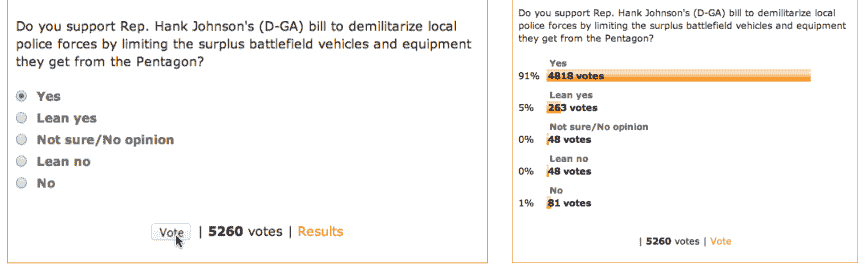 Do you support Rep. Hank Johnson's (D-GA) bill to demilitarize local
police forces by limiting the surplus battlefield vehicles and equipment
they get from the Pentagon?
Yes
Lean yes
Not sure/No opinion
Lean no
No
Vote | 5260 votes | Results
Do you support Rep. Hank Johnson's (D-GA) bill to demilitarize local
police forces by limiting the surplus battlefield vehicles and equipment
they get from the Pentagon?
Yes
91% 4818 votes
Lean yes
5% 263 votes
Not sure/No opinion
0% 48 votes
Lean no
0% 48 votes
No
1% 81 votes
| 5260 votes | Vote